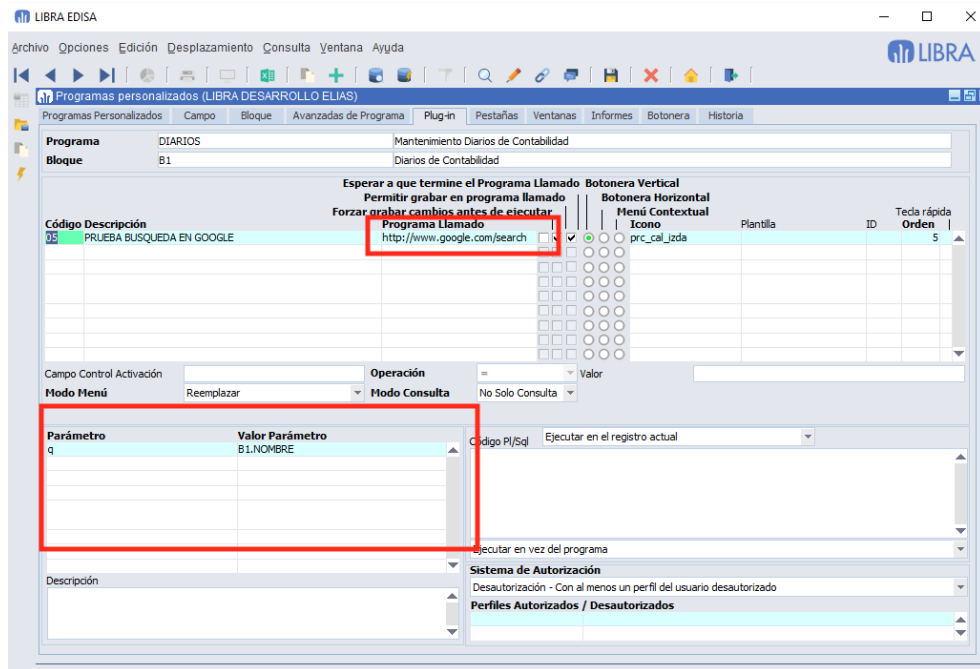 LIBRA EDISA
Archivo Opciones Edición Desplazamiento Consulta Ventana Ayuda
LIBRA
Programas personalizados (LIBRA DESARROLLO ELIAS)
Programas Personalizados Campo Bloque Avanzadas de Programa Plug-in Pestañas Ventanas Informes Botonera Historia
Programa DIARIOS Mantenimiento Diarios de Contabilidad
Bloque B1 Diarios de Contabilidad
Esperar a que termine el Programa Llamado Botonera Vertical
Permitir grabar en programa llamado Botonera Horizontal
Forzar grabar cambios antes de ejecutar Menú Contextual Tecla rápida
Código Descripción Programa Llamado Icono Plantilla ID Orden
05 PRUEBA BUSQUEDA EN GOOGLE http://www.google.com/search prc_cal_izda 5
Campo Control Activación Operación = Valor
Modo Menú Reemplazar Modo Consulta No Solo Consulta
Parámetro Valor Parámetro
q B1.NOMBRE
Código Pl/Sql Ejecutar en el registro actual
Ejecutar en vez del programa
Sistema de Autorización
Descripción
Desautorización - Con al menos un perfil del usuario desautorizado
Perfiles Autorizados / Desautorizados